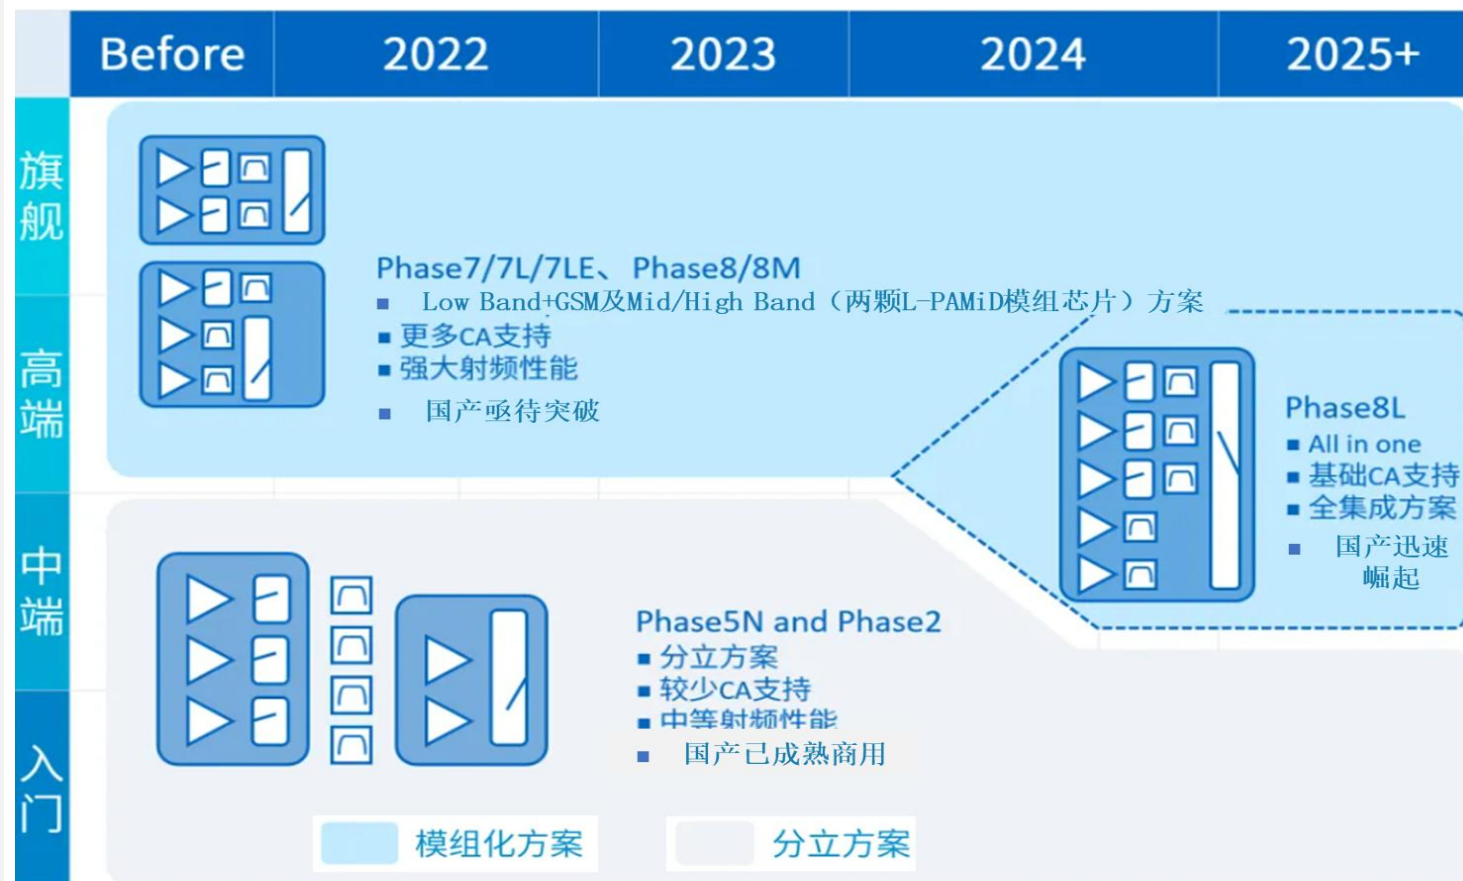 Before 2022 2023 2024 2025+
旗舰
高端
中端
入门
Phase7/7L/7LE、Phase8/8M
■ Low Band+GSM及Mid/High Band（两颗L-PAMiD模组芯片）方案
■ 更多CA支持
■ 强大射频性能
■ 国产亟待突破
Phase8L
■ All in one
■ 基础CA支持
■ 全集成方案
■ 国产迅速
崛起
Phase5N and Phase2
■ 分立方案
■ 较少CA支持
■ 中等射频性能
■ 国产已成熟商用
模组化方案
分立方案